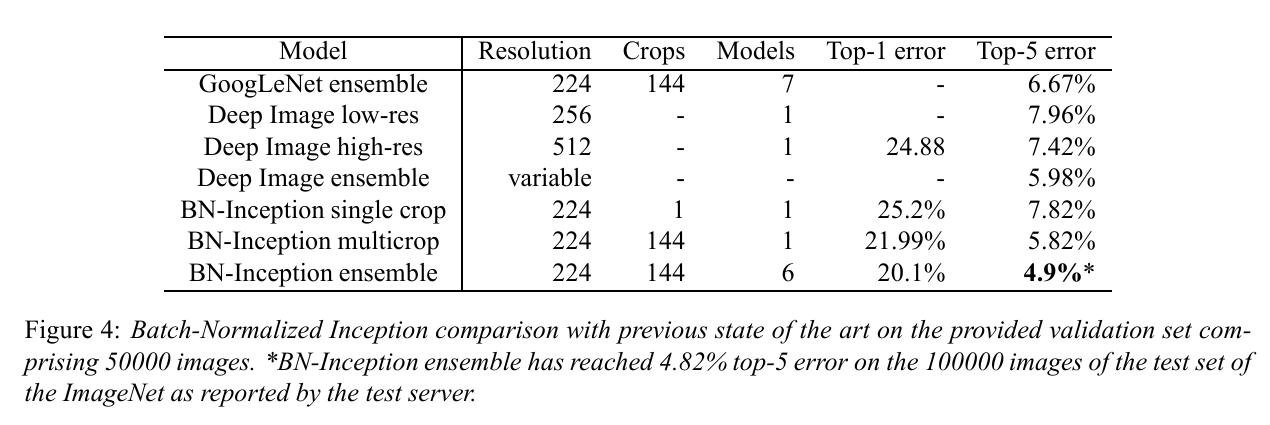 Model Resolution Crops Models Top-1 error Top-5 error
GoogLeNet ensemble 224 144 7 - 6.67%
Deep Image low-res 256 - 1 - 7.96%
Deep Image high-res 512 - 1 24.88 7.42%
Deep Image ensemble variable - - - 5.98%
BN-Inception single crop 224 1 1 25.2% 7.82%
BN-Inception multicrop 224 144 1 21.99% 5.82%
BN-Inception ensemble 224 144 6 20.1% 4.9%*
Figure 4: Batch-Normalized Inception comparison with previous state of the art on the provided validation set com-
prising 50000 images. *BN-Inception ensemble has reached 4.82% top-5 error on the 100000 images of the test set of
the ImageNet as reported by the test server.